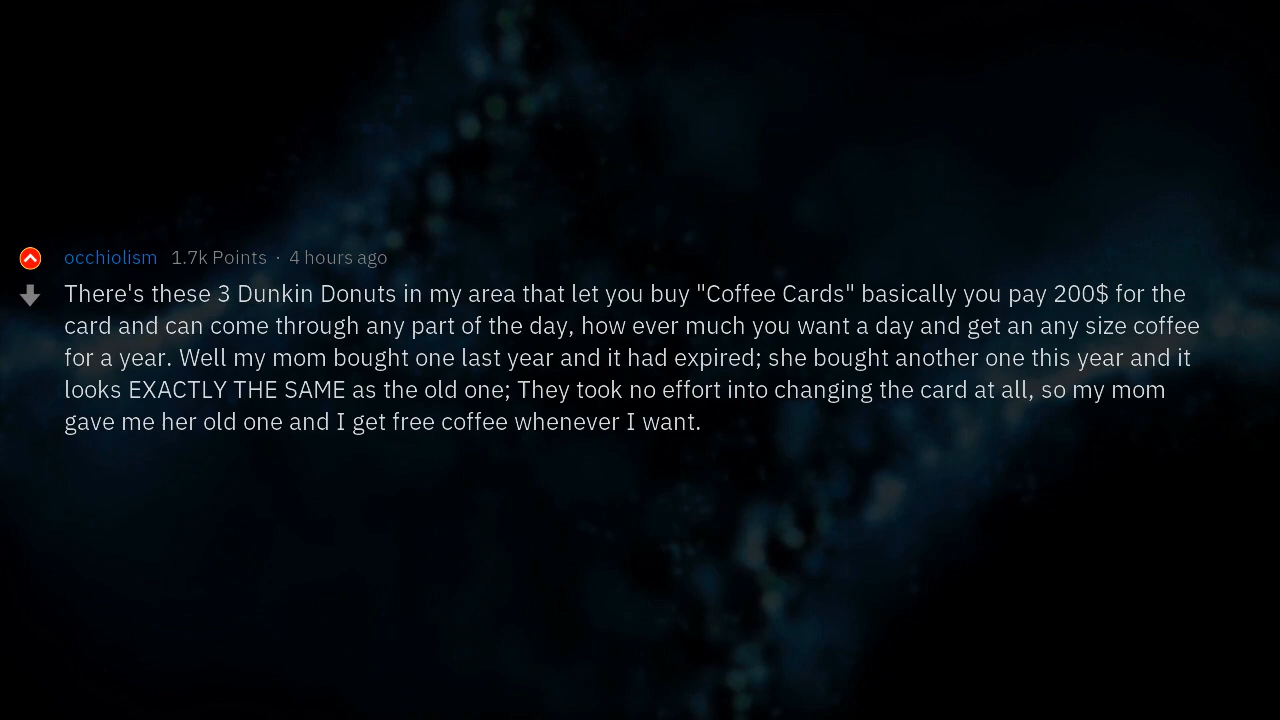 occhiolism 1.7k Points · 4 hours ago
There's these 3 Dunkin Donuts in my area that let you buy "Coffee Cards" basically you pay 200$ for the
card and can come through any part of the day, how ever much you want a day and get an any size coffee
for a year. Well my mom bought one last year and it had expired; she bought another one this year and it
looks EXACTLY THE SAME as the old one; They took no effort into changing the card at all, so my mom
gave me her old one and I get free coffee whenever I want.